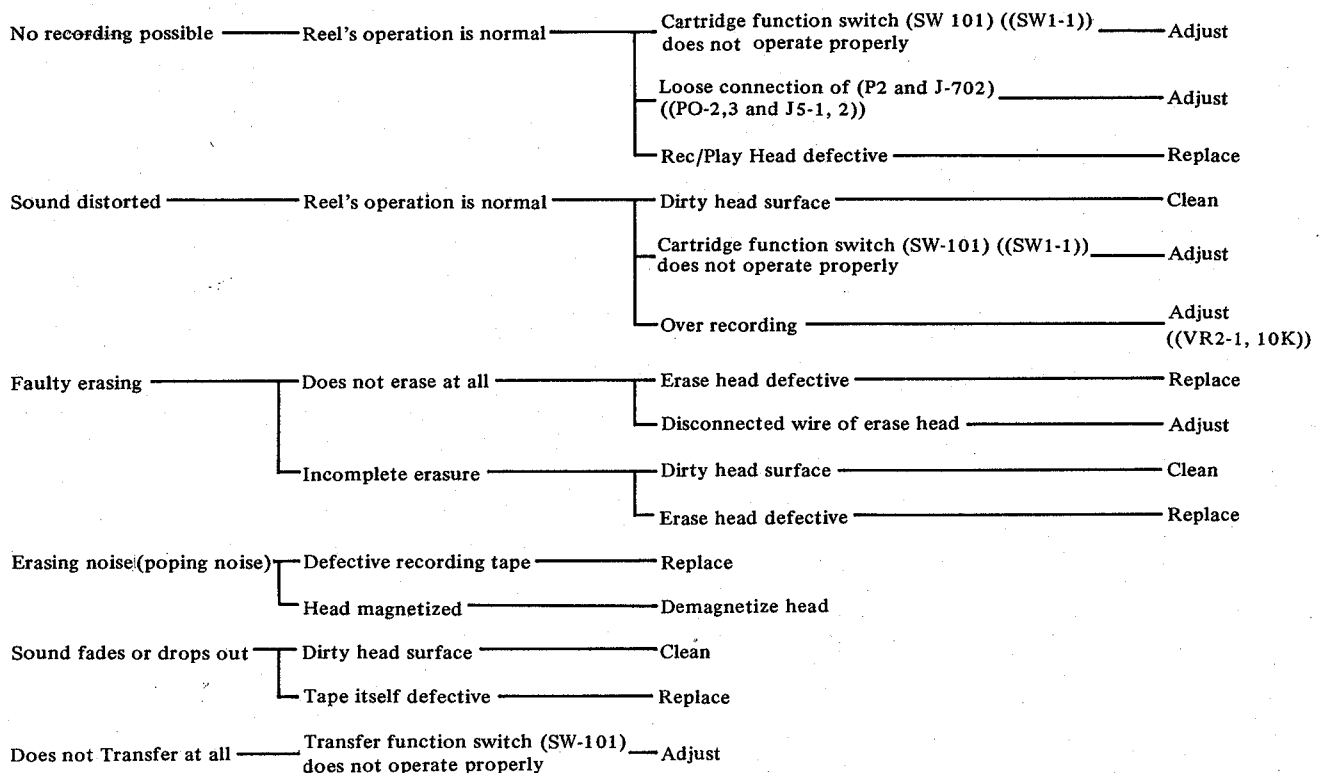 No recording possible
Reel's operation is normal
Cartridge function switch (SW 101) ((SW1-1))
does not operate properly
Adjust
Loose connection of (P2 and J-702)
((PO-2,3 and J5-1, 2))
Adjust
Rec/Play Head defective
Replace
Sound distorted
Reel's operation is normal
Dirty head surface
Clean
Cartridge function switch (SW-101) ((SW1-1))
does not operate properly
Adjust
Over recording
Adjust
((VR2-1, 10K))
Faulty erasing
Does not erase at all
Erase head defective
Replace
Disconnected wire of erase head
Adjust
Incomplete erasure
Dirty head surface
Clean
Erase head defective
Replace
Erasing noise (poping noise)
Defective recording tape
Replace
Head magnetized
Demagnetize head
Sound fades or drops out
Dirty head surface
Clean
Tape itself defective
Replace
Does not Transfer at all
Transfer function switch (SW-101)
does not operate properly
Adjust